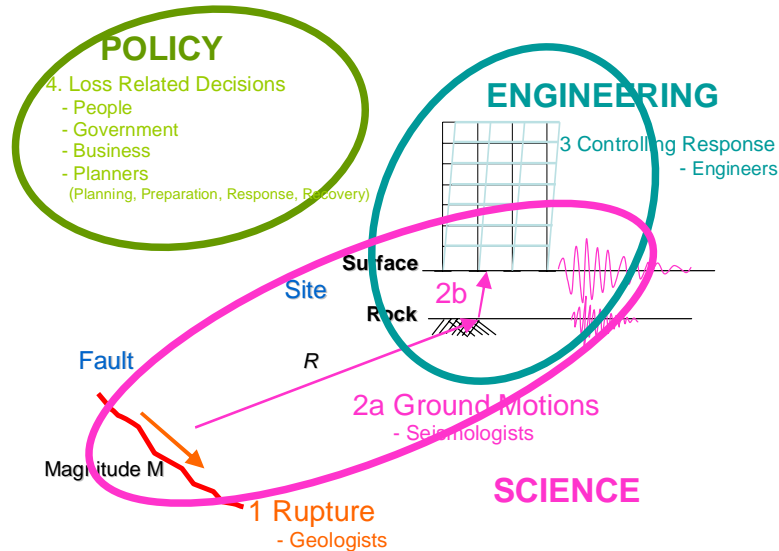 POLICY
4. Loss Related Decisions
- People
- Government
- Business
- Planners
(Planning, Preparation, Response, Recovery)
ENGINEERING
3 Controlling Response
- Engineers
Surface
Site
2b
Rock
Fault
R
2a Ground Motions
- Seismologists
Magnitude M
SCIENCE
1 Rupture
- Geologists